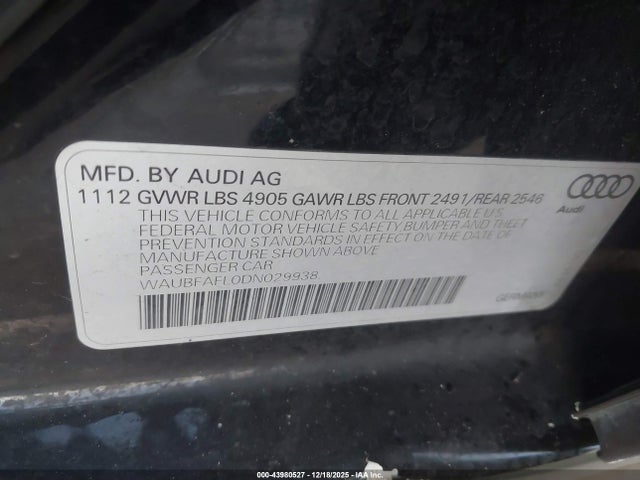 MFD. BY AUDI AG
1112 GVWR LBS 4905 GAWR LBS FRONT 2491/REAR 2546
THIS VEHICLE CONFORMS TO ALL APPLICABLE U.S.
FEDERAL MOTOR VEHICLE SAFETY BUMPER AND THEFT
PREVENTION STANDARDS IN EFFECT ON THE DATE OF
MANUFACTURE SHOWN ABOVE
PASSENGER CAR
WAUBFAFL0DN029938
Audi
GERMANY
000-43980527 - 12/18/2025 - IAA Inc.